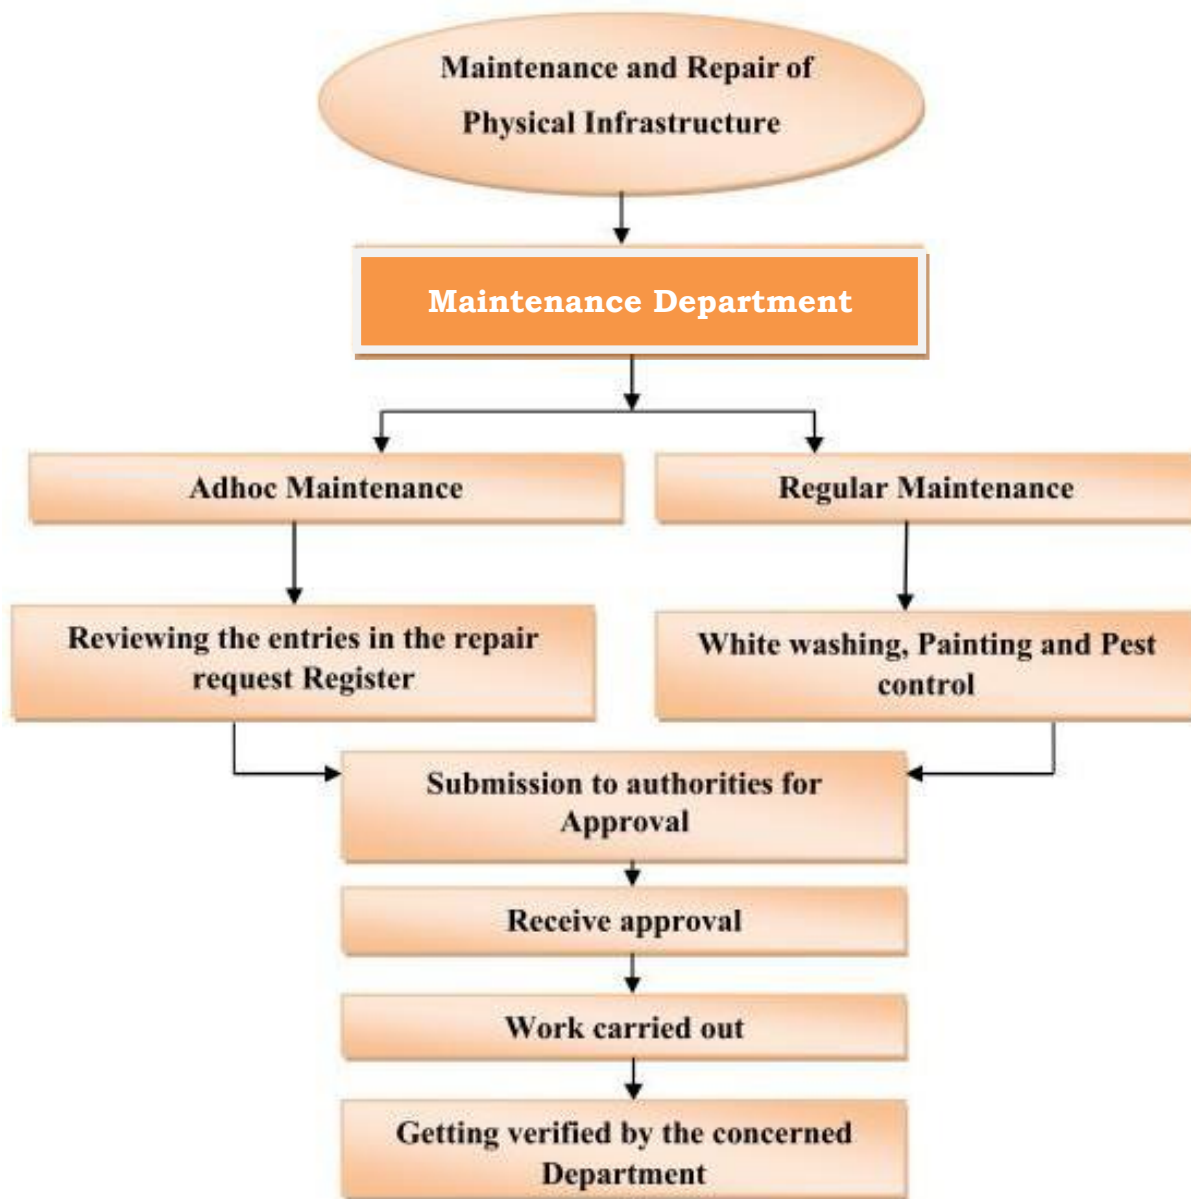 Maintenance and Repair of
Physical Infrastructure
Maintenance Department
Adhoc Maintenance
Regular Maintenance
Reviewing the entries in the repair
request Register
White washing, Painting and Pest
control
Submission to authorities for
Approval
Receive approval
Work carried out
Getting verified by the concerned
Department